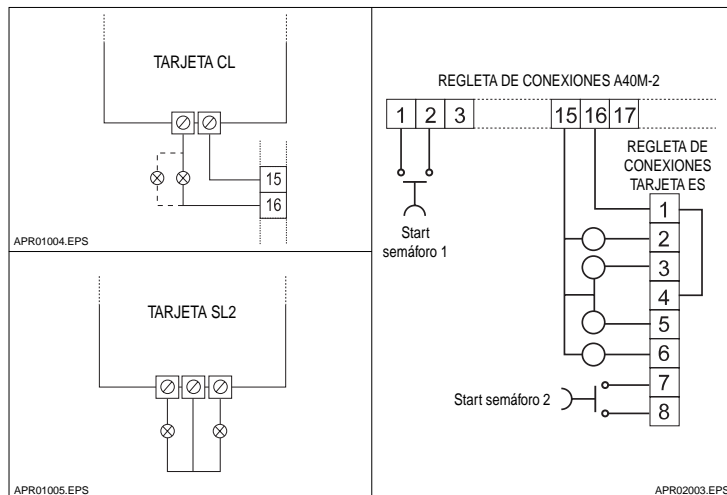 TARJETA CL
15
16
APR01004.EPS
TARJETA SL2
APR01005.EPS
REGLETA DE CONEXIONES A40M-2
1 2 3 15 16 17
REGLETA DE
CONEXIONES
TARJETA ES
Start
semáforo 1
1
2
3
4
5
6
7
8
Start semáforo 2
APR02003.EPS